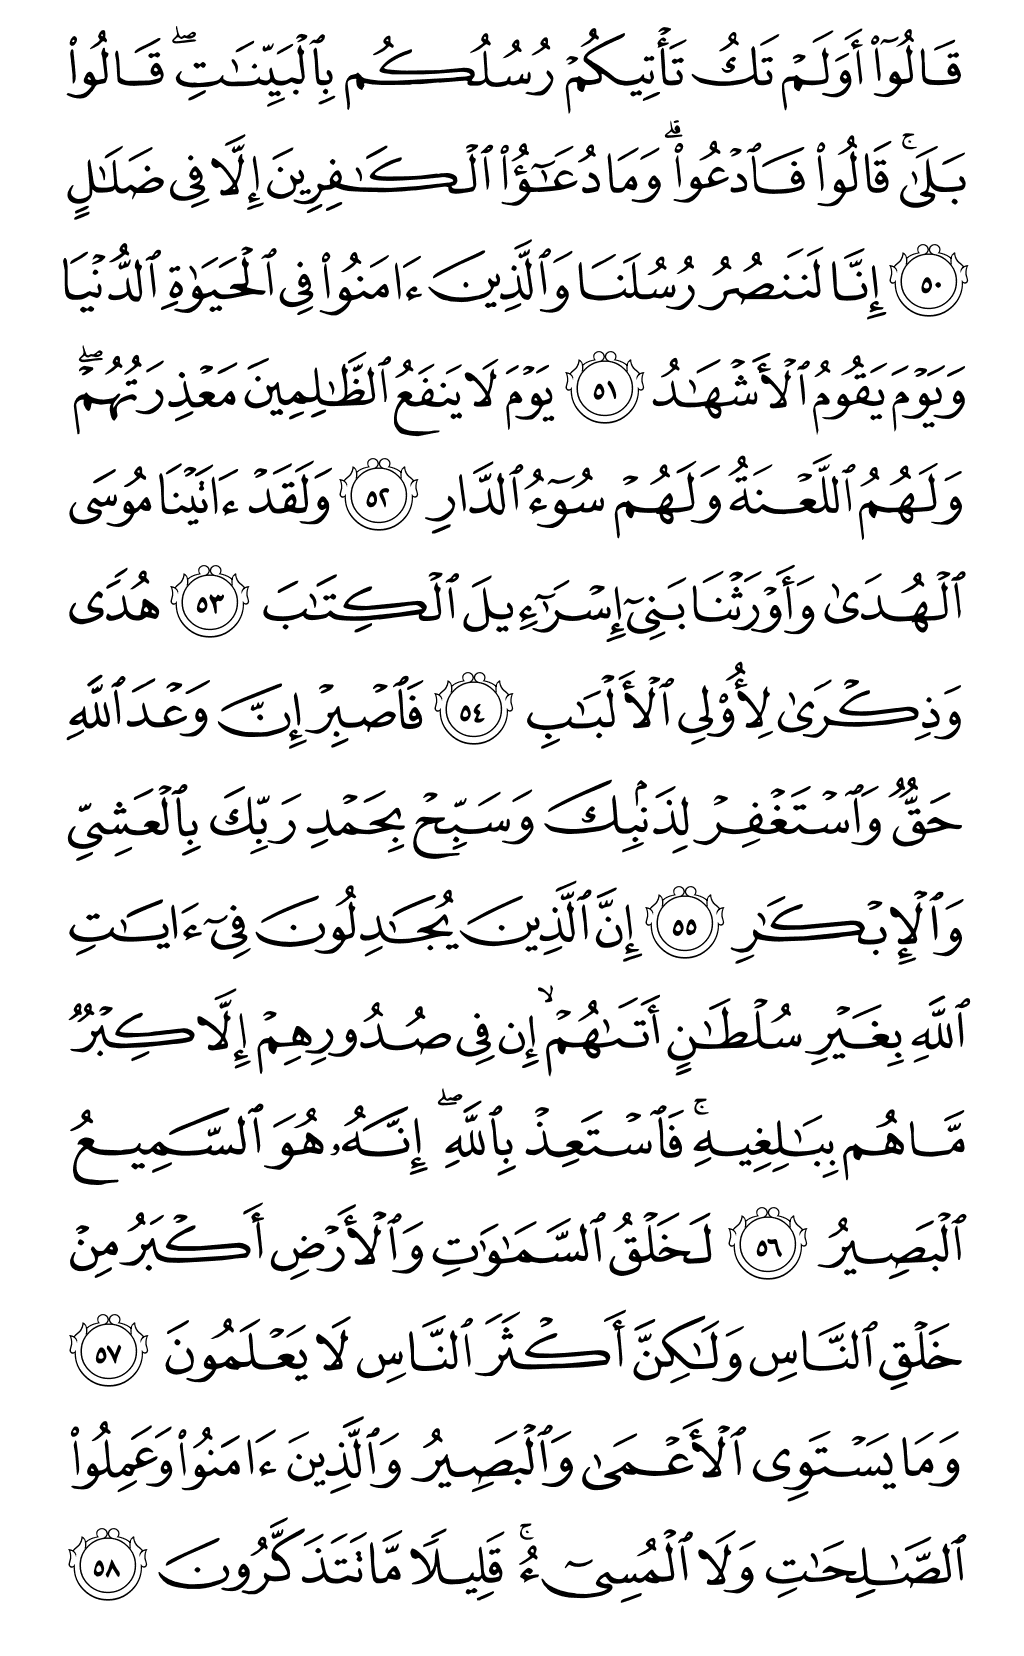 قَالُوٓا۟ أَوَلَمْ تَكُ تَأْتِيكُمْ رُسُلُكُم بِٱلْبَيِّنَـٰتِ ۖ قَالُوا۟
بَلَىٰ ۚ قَالُوا۟ فَٱدْعُوا۟ ۗ وَمَا دُعَـٰٓؤُا۟ ٱلْكَـٰفِرِينَ إِلَّا فِى ضَلَـٰلٍ
٥٠ إِنَّا لَنَنصُرُ رُسُلَنَا وَٱلَّذِينَ ءَامَنُوا۟ فِى ٱلْحَيَوٰةِ ٱلدُّنْيَا
وَيَوْمَ يَقُومُ ٱلْأَشْهَـٰدُ ٥١ يَوْمَ لَا يَنفَعُ ٱلظَّـٰلِمِينَ مَعْذِرَتُهُمْ ۖ
وَلَهُمُ ٱللَّعْنَةُ وَلَهُمْ سُوٓءُ ٱلدَّارِ ٥٢ وَلَقَدْ ءَاتَيْنَا مُوسَى
ٱلْهُدَىٰ وَأَوْرَثْنَا بَنِىٓ إِسْرَٰٓءِيلَ ٱلْكِتَـٰبَ ٥٣ هُدًى
وَذِكْرَىٰ لِأُو۟لِى ٱلْأَلْبَـٰبِ ٥٤ فَٱصْبِرْ إِنَّ وَعْدَ ٱللَّهِ
حَقٌّ وَٱسْتَغْفِرْ لِذَنۢبِكَ وَسَبِّحْ بِحَمْدِ رَبِّكَ بِٱلْعَشِىِّ
وَٱلْإِبْكَـٰرِ ٥٥ إِنَّ ٱلَّذِينَ يُجَـٰدِلُونَ فِىٓ ءَايَـٰتِ
ٱللَّهِ بِغَيْرِ سُلْطَـٰنٍ أَتَىٰهُمْ ۙ إِن فِى صُدُورِهِمْ إِلَّا كِبْرٌ
مَّا هُم بِبَـٰلِغِيهِ ۚ فَٱسْتَعِذْ بِٱللَّهِ ۖ إِنَّهُۥ هُوَ ٱلسَّمِيعُ
ٱلْبَصِيرُ ٥٦ لَخَلْقُ ٱلسَّمَـٰوَٰتِ وَٱلْأَرْضِ أَكْبَرُ مِنْ
خَلْقِ ٱلنَّاسِ وَلَـٰكِنَّ أَكْثَرَ ٱلنَّاسِ لَا يَعْلَمُونَ ٥٧
وَمَا يَسْتَوِى ٱلْأَعْمَىٰ وَٱلْبَصِيرُ وَٱلَّذِينَ ءَامَنُوا۟ وَعَمِلُوا۟
ٱلصَّـٰلِحَـٰتِ وَلَا ٱلْمُسِىٓءُ ۚ قَلِيلًا مَّا تَتَذَكَّرُونَ ٥٨